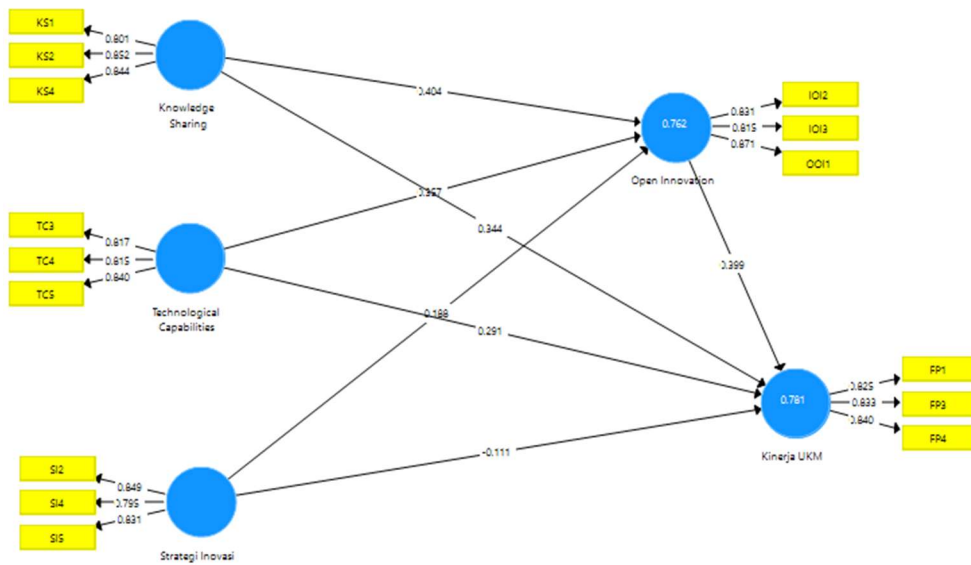 KS1
0.801
KS2
0.852
KS4
0.844
Knowledge
Sharing
0.404
0.762
Open Innovation
0.831
IOI2
0.815
IOI3
0.871
OOI1
0.344
TC3
0.817
TC4
0.815
TC5
0.840
Technological
Capabilities
0.188
0.291
0.399
0.781
Kinerja UKM
0.825
FP1
0.833
FP3
0.840
FP4
-0.111
SI2
0.849
SI4
0.795
SI5
0.831
Strategi Inovasi